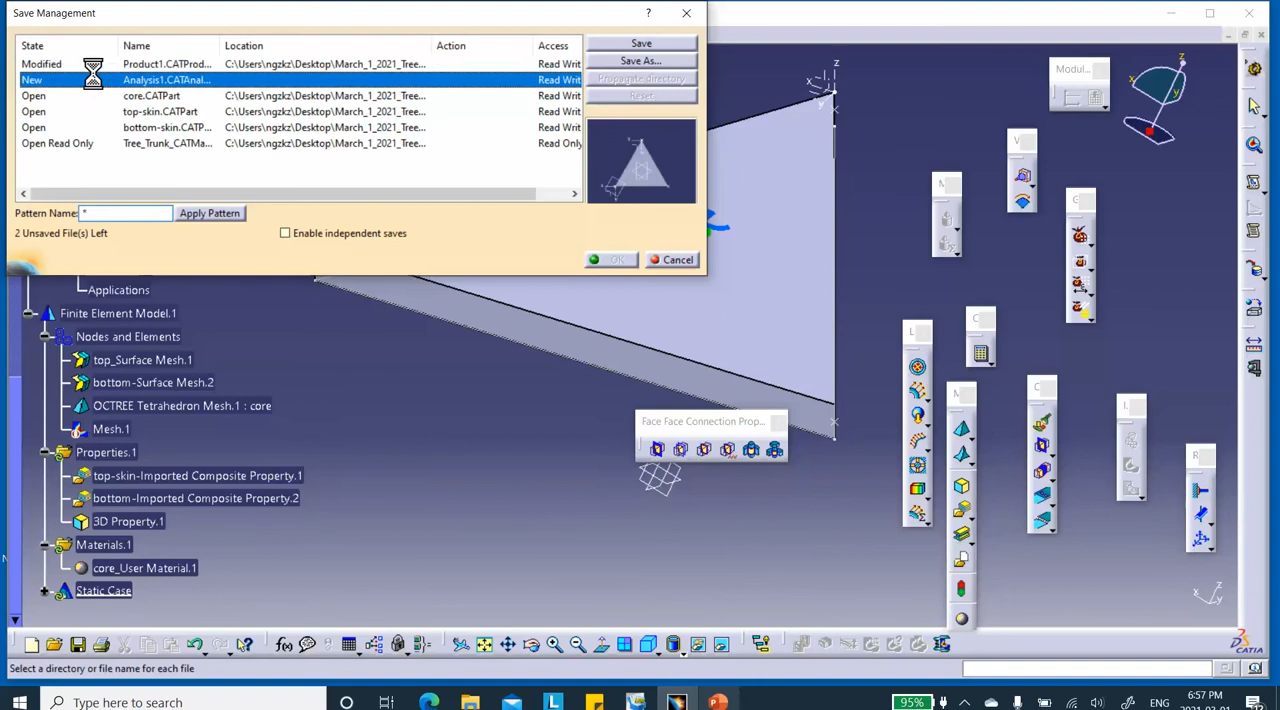 Save Management
?
State Name Location Action Access
Modified Product1.CATProd... C:\Users\ngzkz\Desktop\March_1_2021_Tree... Read Writ
New Analysis1.CATAnal... C:\Users\ngzkz\Desktop\March_1_2021_Tree... Read Writ
Open core.CATPart C:\Users\ngzkz\Desktop\March_1_2021_Tree... Read Writ
Open top-skin.CATPart C:\Users\ngzkz\Desktop\March_1_2021_Tree... Read Writ
Open bottom-skin.CATP... C:\Users\ngzkz\Desktop\March_1_2021_Tree... Read Writ
Open Read Only Tree_Trunk_CATMa... C:\Users\ngzkz\Desktop\March_1_2021_Tree... Read Only
Save
Save As...
Propagate directory
Reset
Pattern Name: * Apply Pattern
2 Unsaved File(s) Left
Enable independent saves
OK Cancel
Applications
Finite Element Model.1
Nodes and Elements
top_Surface Mesh.1
bottom-Surface Mesh.2
OCTREE Tetrahedron Mesh.1 : core
Mesh.1
Properties.1
top-skin-Imported Composite Property.1
bottom-Imported Composite Property.2
3D Property.1
Materials.1
core_User Material.1
Static Case
z
x
y
Modul...
z
x
y
V
M
G
L
C
M
C
I.
R
Face Face Connection Prop...
z
x
y
f(x)
CATIA
Select a directory or file name for each file
Type here to search
L
95%
ENG
6:57 PM